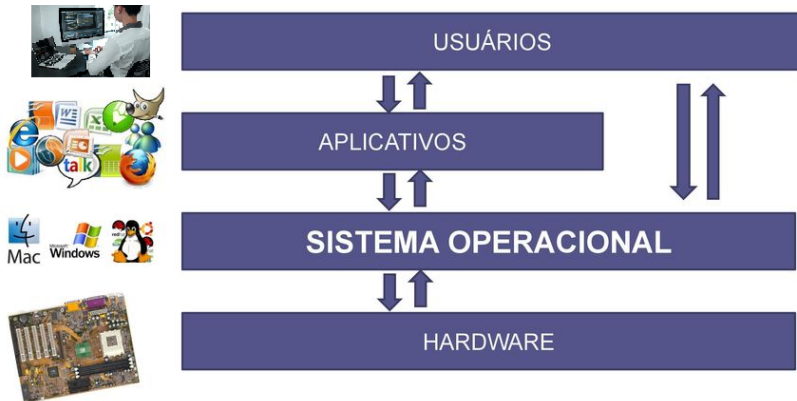 USUÁRIOS
APLICATIVOS
talk
SISTEMA OPERACIONAL
Mac
Windows
HARDWARE